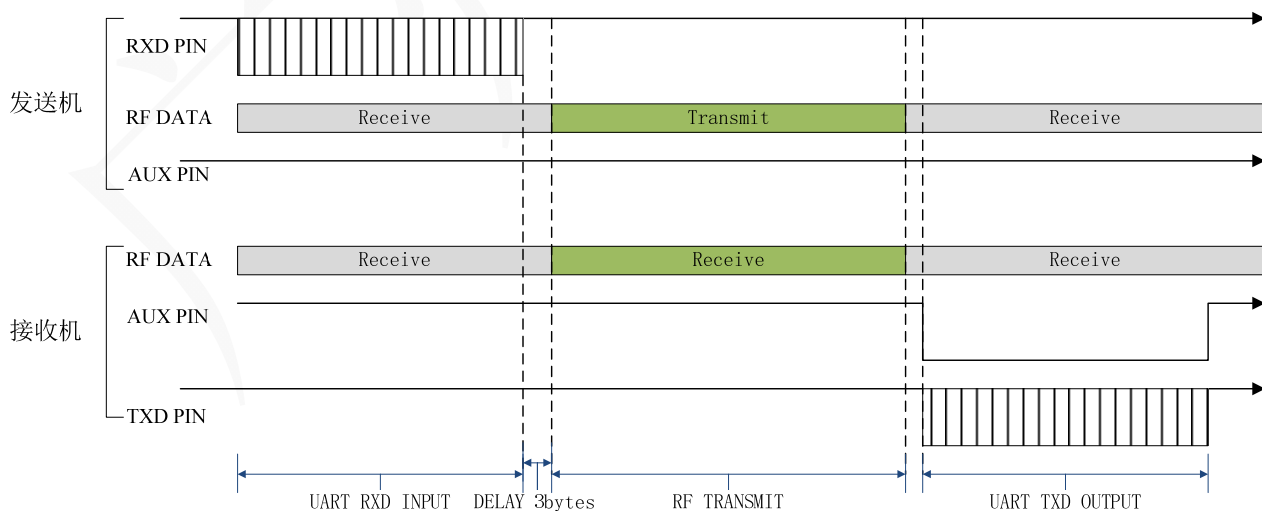 发送机
RXD PIN
RF DATA
Receive
Transmit
Receive
AUX PIN
接收机
RF DATA
Receive
Receive
Receive
AUX PIN
TXD PIN
UART RXD INPUT
DELAY 3bytes
RF TRANSMIT
UART TXD OUTPUT